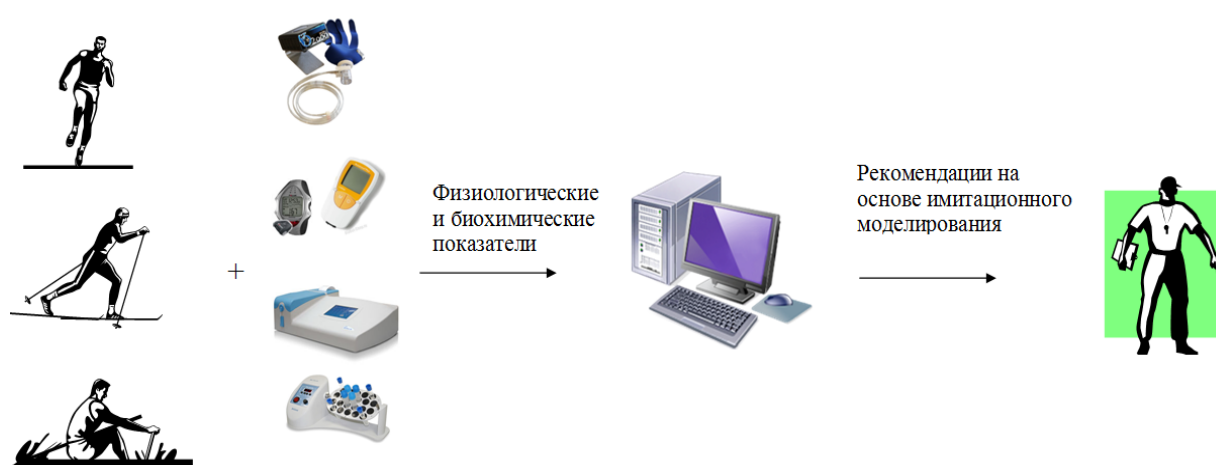 Физиологические
и биохимические
показатели
+
Рекомендации на
основе имитационного
моделирования